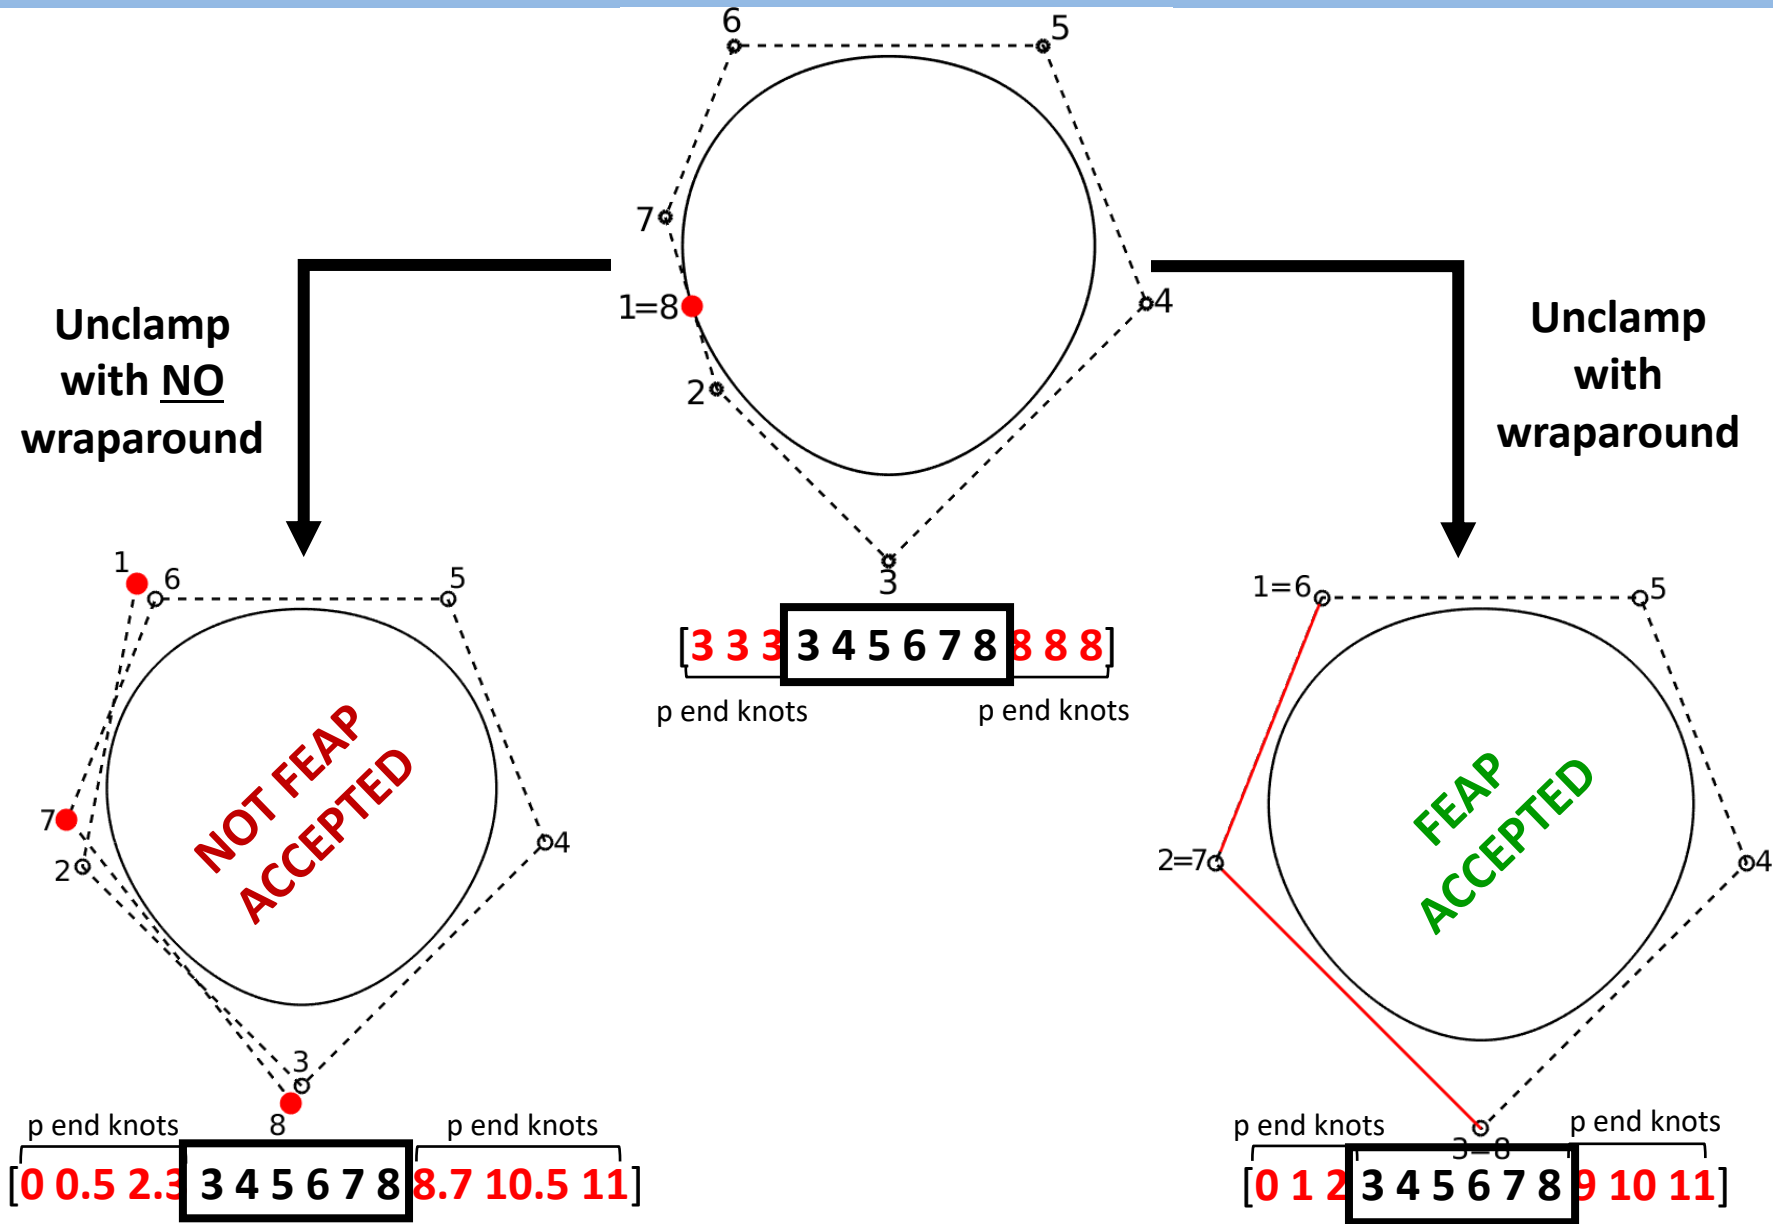 6
5
7
1=8
4
2
3
[3 3 3 3 4 5 6 7 8 8 8 8]
p end knots
p end knots
Unclamp
with NO
wraparound
Unclamp
with
wraparound
1
6
5
7
2
4
3
8
NOT FEAP
ACCEPTED
p end knots
p end knots
[0 0.5 2.3 3 4 5 6 7 8 8.7 10.5 11]
1=6
5
2=7
4
3=8
FEAP
ACCEPTED
p end knots
p end knots
[0 1 2 3 4 5 6 7 8 9 10 11]